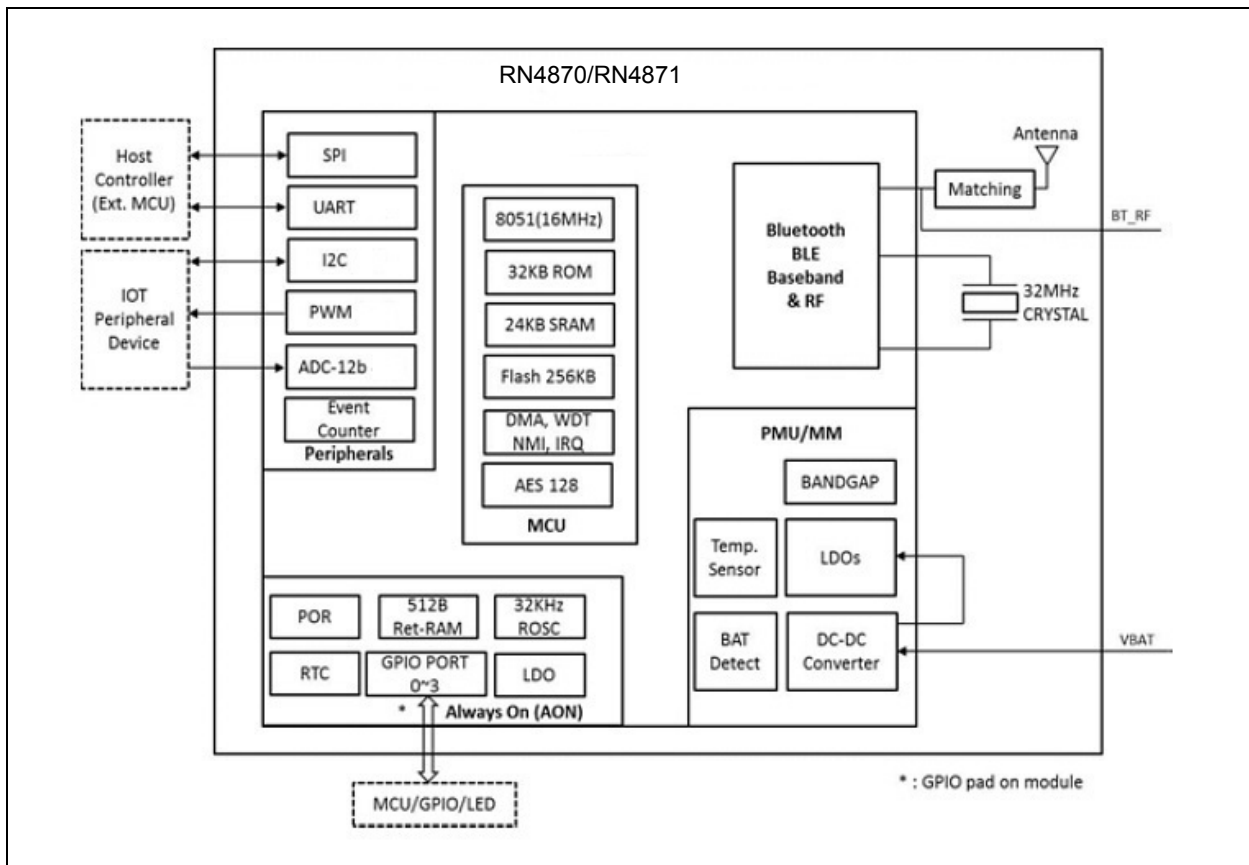 RN4870/RN4871
Host
Controller
(Ext. MCU)
IOT
Peripheral
Device
SPI
UART
I2C
PWM
ADC-12b
Event
Counter
Peripherals
8051(16MHz)
32KB ROM
24KB SRAM
Flash 256KB
DMA, WDT
NMI, IRQ
AES 128
MCU
Bluetooth
BLE
Baseband
& RF
Antenna
Matching
BT_RF
32MHz
CRYSTAL
PMU/MM
BANDGAP
Temp.
Sensor
LDOs
BAT
Detect
DC-DC
Converter
VBAT
POR
512B
Ret-RAM
32KHz
ROSC
RTC
GPIO PORT
0~3
LDO
* Always On (AON)
MCU/GPIO/LED
* : GPIO pad on module